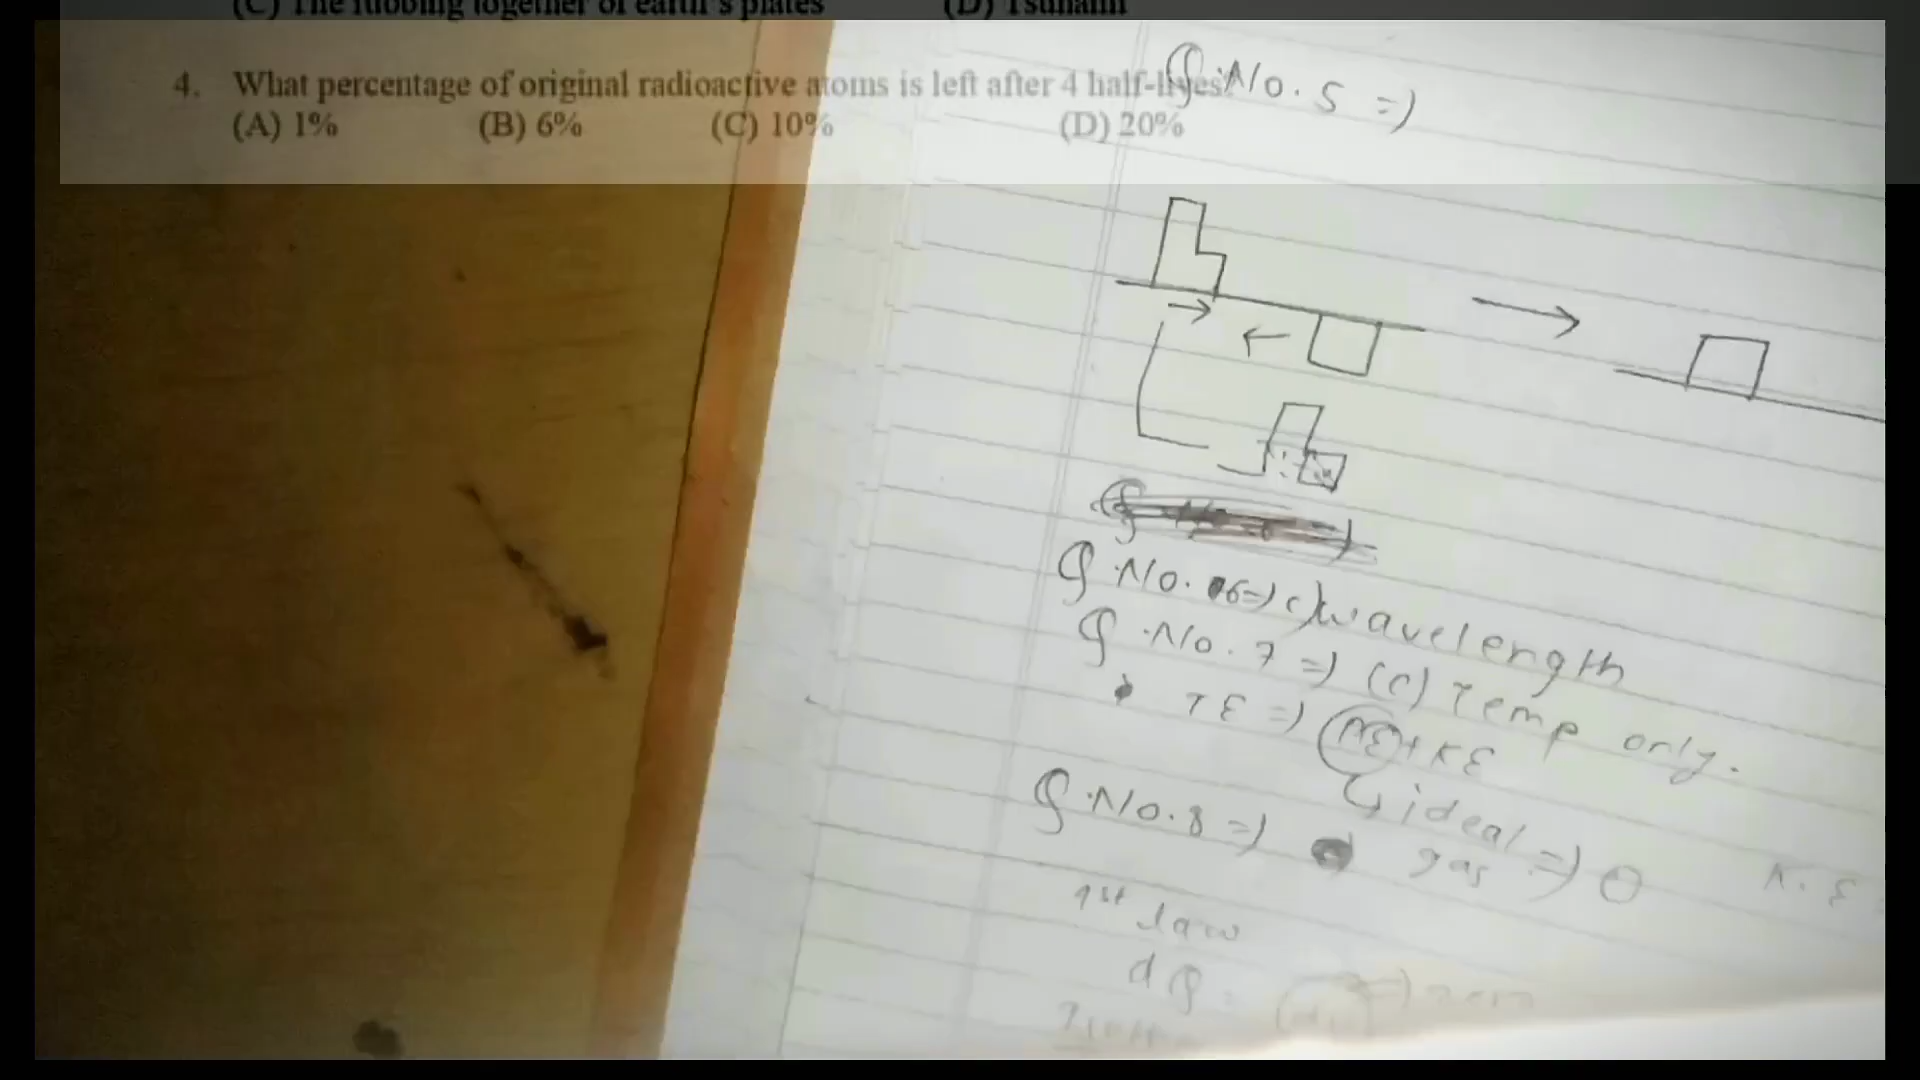 (C) The rubbing together of earth's plates (D) Tsunami
4. What percentage of original radioactive atoms is left after 4 half-lives?
(A) 1% (B) 6% (C) 10% (D) 20%
Q.No. 5 =)
Q.No. 6=) c) wavelength
Q.No. 7 =) (c) Temp only.
TE =) PE + KE
ideal gas =) 0
K.E
Q.No. 8 =)
1st law
dQ